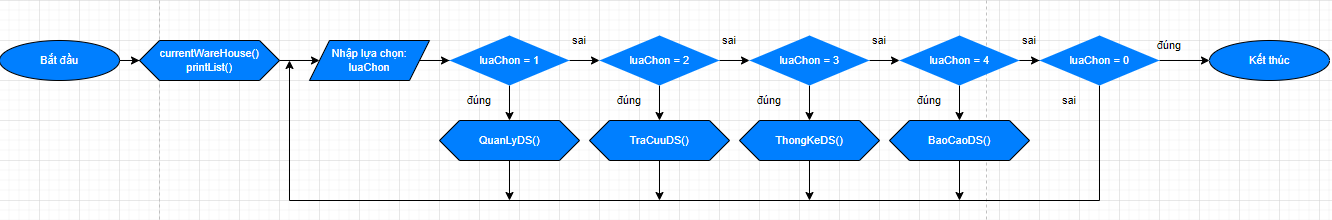 Bắt đầu
currentWareHouse()
printList()
Nhập lựa chọn:
luaChon
luaChon = 1
sai
luaChon = 2
sai
luaChon = 3
sai
luaChon = 4
sai
luaChon = 0
đúng
Kết thúc
đúng
đúng
đúng
đúng
sai
QuanLyDS()
TraCuuDS()
ThongKeDS()
BaoCaoDS()